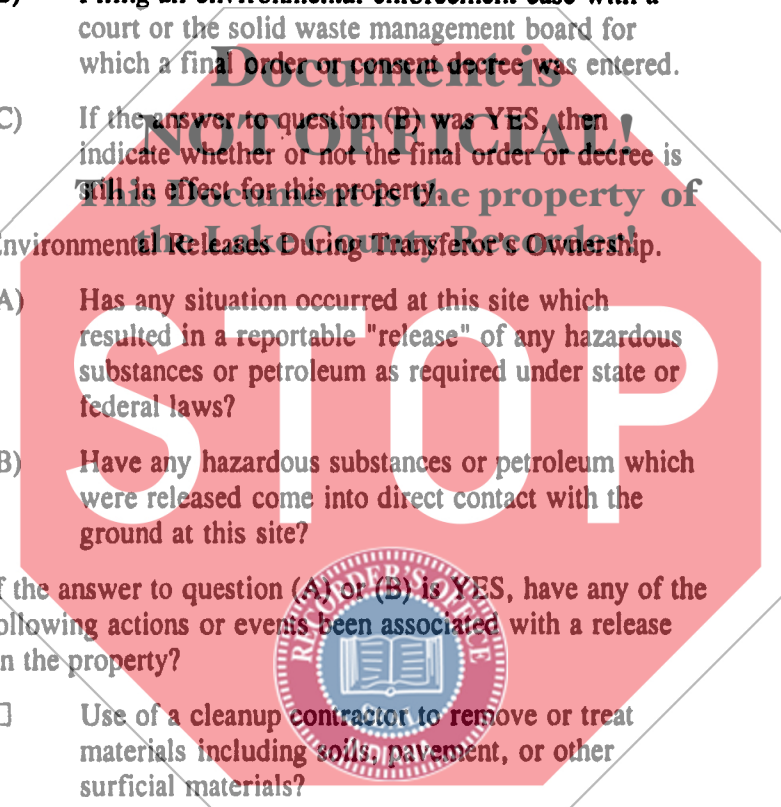 Filing an environmental enforcement case with a
court or the solid waste management board for
which a final order or consent decree was entered.
Document is
C) If the answer to question (B) was YES, then
NOT OFFICIAL!
indicate whether or not the final order or decree is
still in effect for this property.
This Document is the property of
the Lake County Recorder!
Environmental Releases During Transferor's Ownership.
A) Has any situation occurred at this site which
resulted in a reportable "release" of any hazardous
substances or petroleum as required under state or
federal laws?
STOP
B) Have any hazardous substances or petroleum which
were released come into direct contact with the
ground at this site?
f the answer to question (A) or (B) is YES, have any of the
ollowing actions or events been associated with a release
n the property?
RECORDER'S OFFICE
Use of a cleanup contractor to remove or treat
materials including soils, pavement, or other
surficial materials?